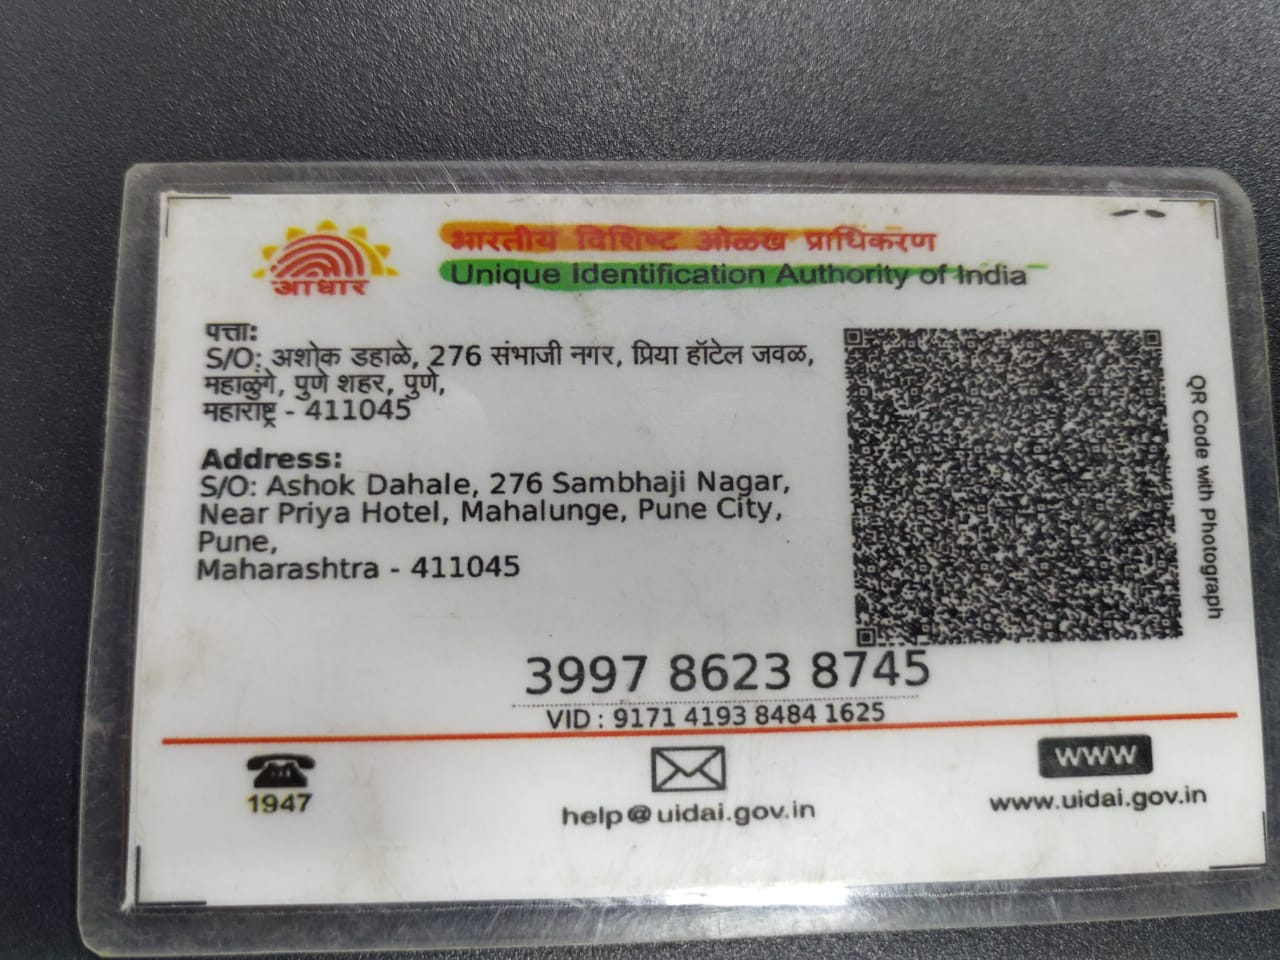 भारतीय विशिष्ट ओळख प्राधिकरण
Unique Identification Authority of India
आधार
पत्ता:
S/O: अशोक डहाळे, 276 संभाजी नगर, प्रिया हॉटेल जवळ,
महाळुंगे, पुणे शहर, पुणे,
महाराष्ट्र - 411045
Address:
S/O: Ashok Dahale, 276 Sambhaji Nagar,
Near Priya Hotel, Mahalunge, Pune City,
Pune,
Maharashtra - 411045
QR Code with Photograph
3997 8623 8745
VID : 9171 4193 8484 1625
1947
help@uidai.gov.in
www
www.uidai.gov.in